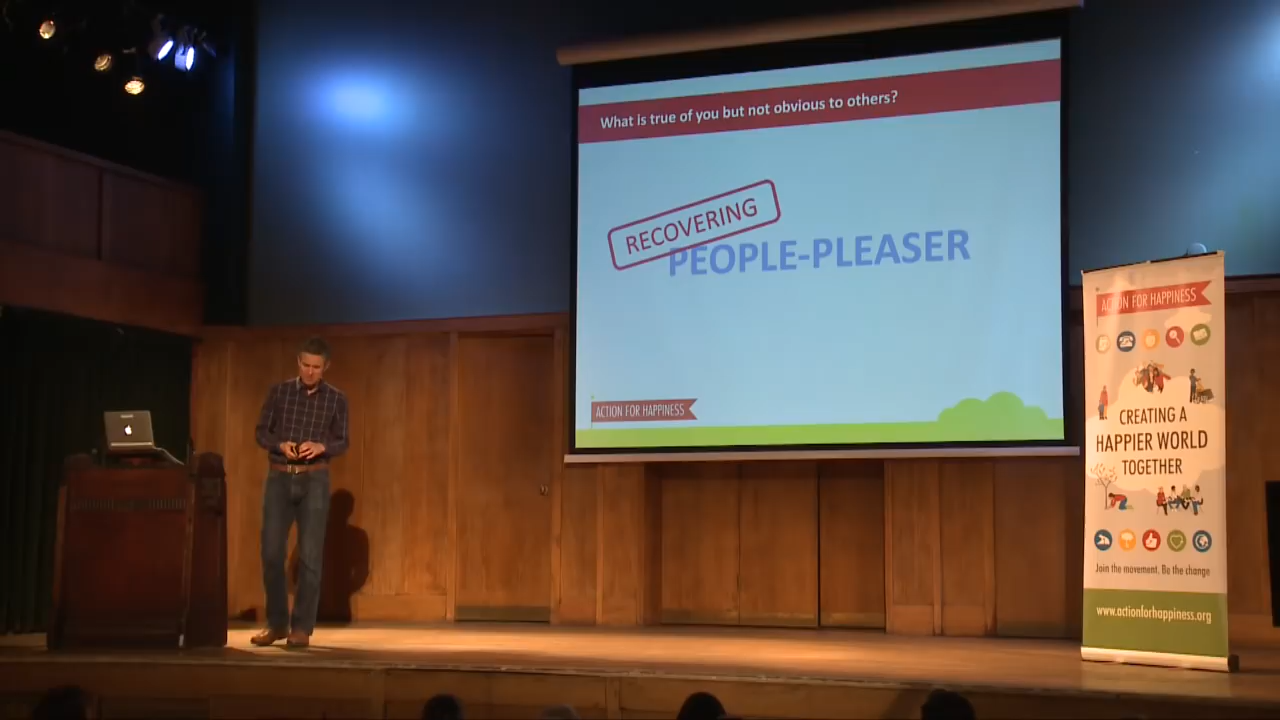 What is true of you but not obvious to others?
RECOVERING
PEOPLE-PLEASER
ACTION FOR HAPPINESS
ACTION FOR HAPPINESS
CREATING A
HAPPIER WORLD
TOGETHER
Join the movement. Be the change
www.actionforhappiness.org